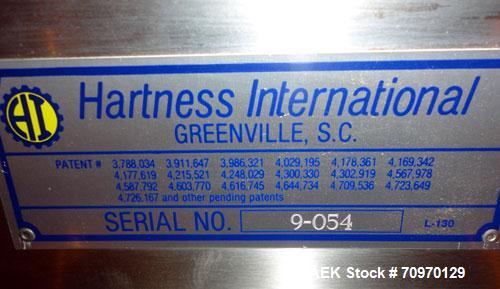 HI Hartness International
GREENVILLE, S.C.
PATENT # 3,788,034 3,911,647 3,986,321 4,029,195 4,178,361 4,169,342
4,177,619 4,215,521 4,248,029 4,300,330 4,302,919 4,567,978
4,587,792 4,603,770 4,616,745 4,644,734 4,709,536 4,723,649
4,726,167 and other pending patents
SERIAL NO. 9-054 L-130
AEK Stock # 70970129